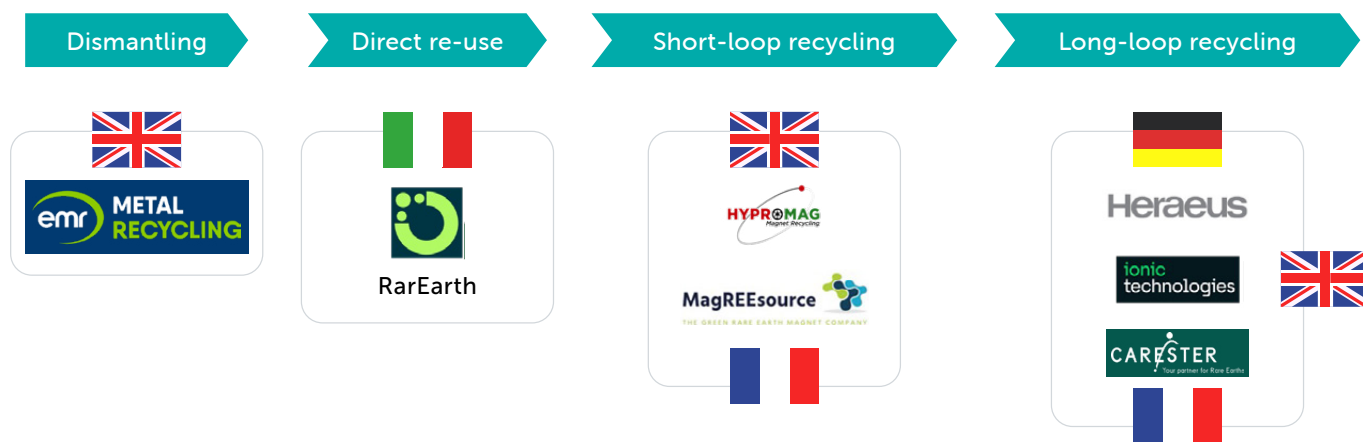 Dismantling
Direct re-use
Short-loop recycling
Long-loop recycling
emr METAL
RECYCLING
RarEarth
HYPROMAG
Magnet Recycling
MagREEsource
THE GREEN RARE EARTH MAGNET COMPANY
Heraeus
ionic
technologies
CARESTER
Your partner for Rare Earths